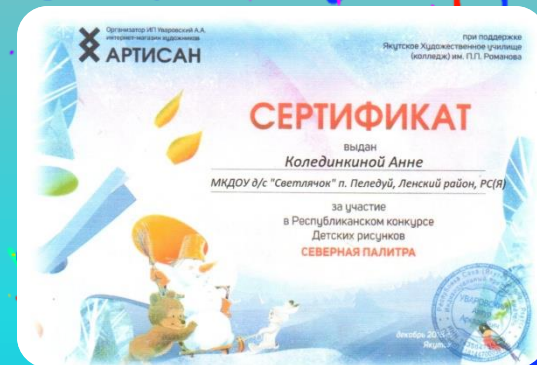 Организатор ИП Уваровский А.А.
интернет-магазин художников
АРТИСАН
при поддержке
Якутское Художественное училище
(колледж) им. П.П. Романова
СЕРТИФИКАТ
выдан
Колединкиной Анне
МКДОУ д/с "Светлячок" п. Пеледуй, Ленский район, РС(Я)
за участие
в Республиканском конкурсе
Детских рисунков
СЕВЕРНАЯ ПАЛИТРА
декабрь